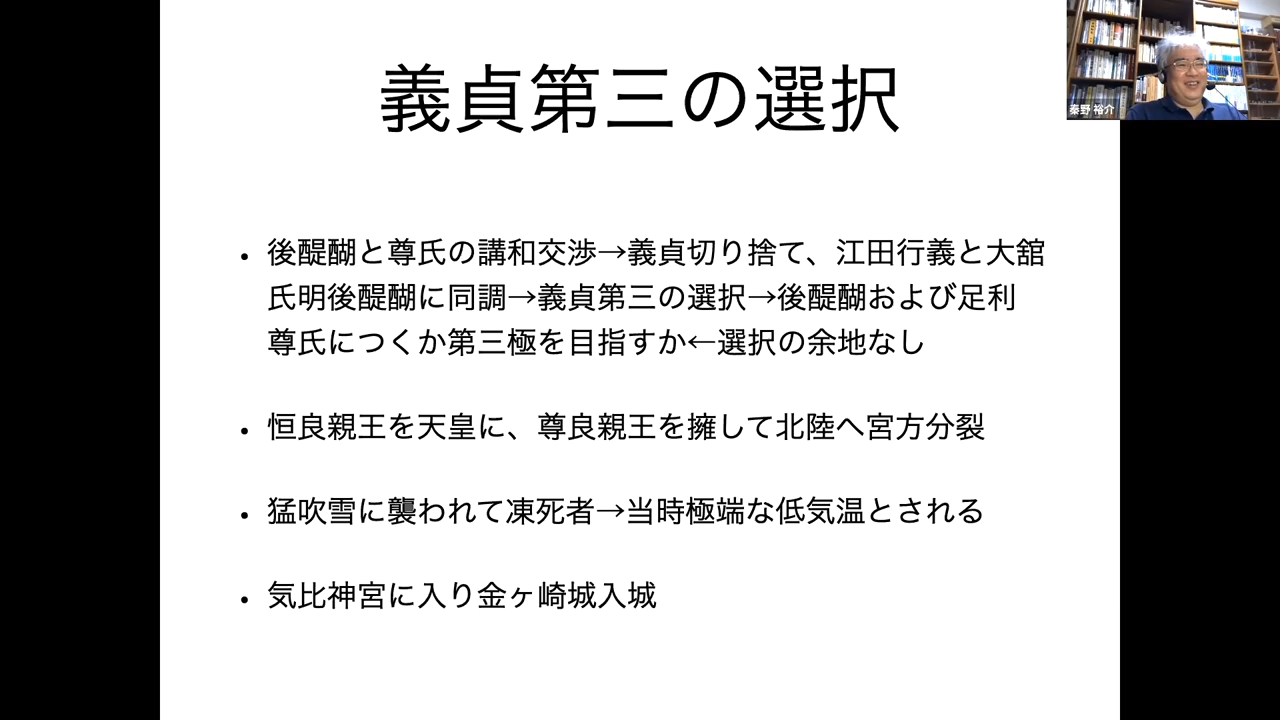 義貞第三の選択
秦野 裕介
・後醍醐と尊氏の講和交渉→義貞切り捨て、江田行義と大舘
氏明後醍醐に同調→義貞第三の選択→後醍醐および足利
尊氏につくか第三極を目指すか←選択の余地なし
・恒良親王を天皇に、尊良親王を擁して北陸へ宮方分裂
・猛吹雪に襲われて凍死者→当時極端な低気温とされる
・気比神宮に入り金ヶ崎城入城